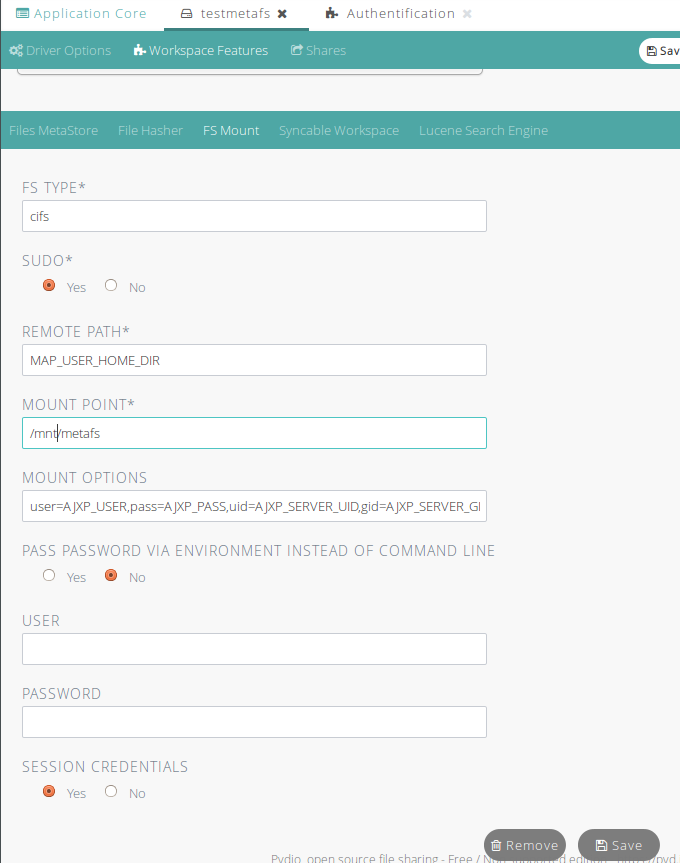 Application Core testmetafs Authentification
Driver Options Workspace Features Shares Sav
Files MetaStore File Hasher FS Mount Syncable Workspace Lucene Search Engine
FS TYPE*
cifs
SUDO*
Yes No
REMOTE PATH*
MAP_USER_HOME_DIR
MOUNT POINT*
/mnt/metafs
MOUNT OPTIONS
user=AJXP_USER,pass=AJXP_PASS,uid=AJXP_SERVER_UID,gid=AJXP_SERVER_GI
PASS PASSWORD VIA ENVIRONMENT INSTEAD OF COMMAND LINE
Yes No
USER
PASSWORD
SESSION CREDENTIALS
Yes No
Remove Save
Pydio, open source file sharing - Free /